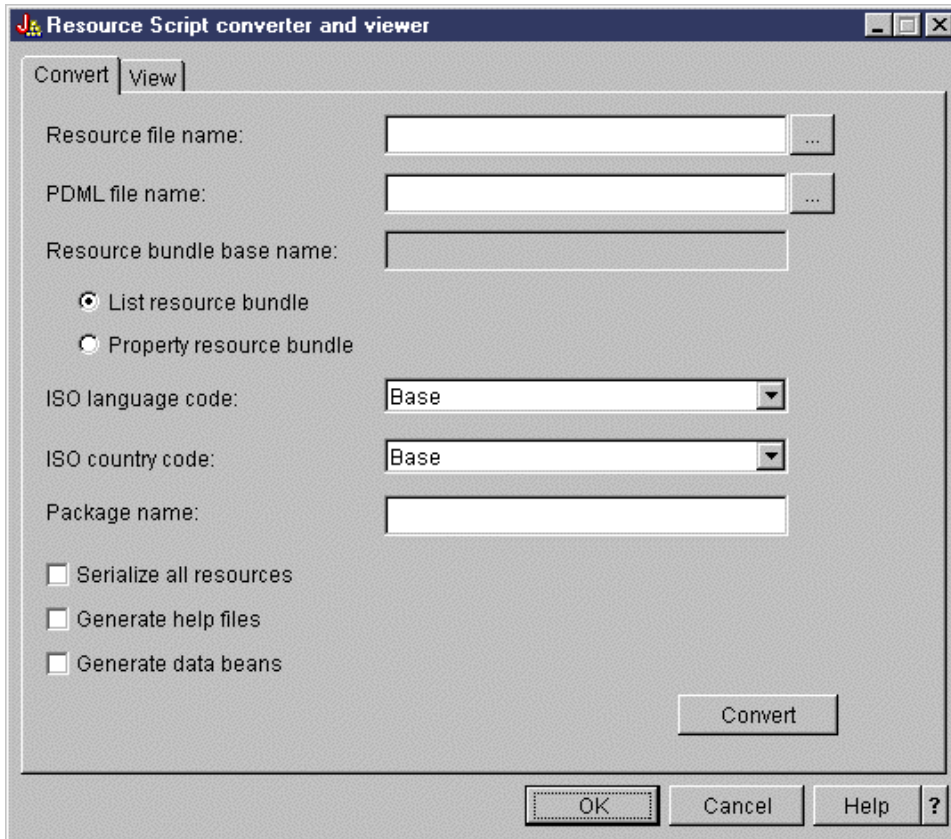 Resource Script converter and viewer
Convert View
Resource file name: ...
PDML file name: ...
Resource bundle base name:
List resource bundle
Property resource bundle
ISO language code: Base
ISO country code: Base
Package name:
Serialize all resources
Generate help files
Generate data beans
Convert
OK Cancel Help ?